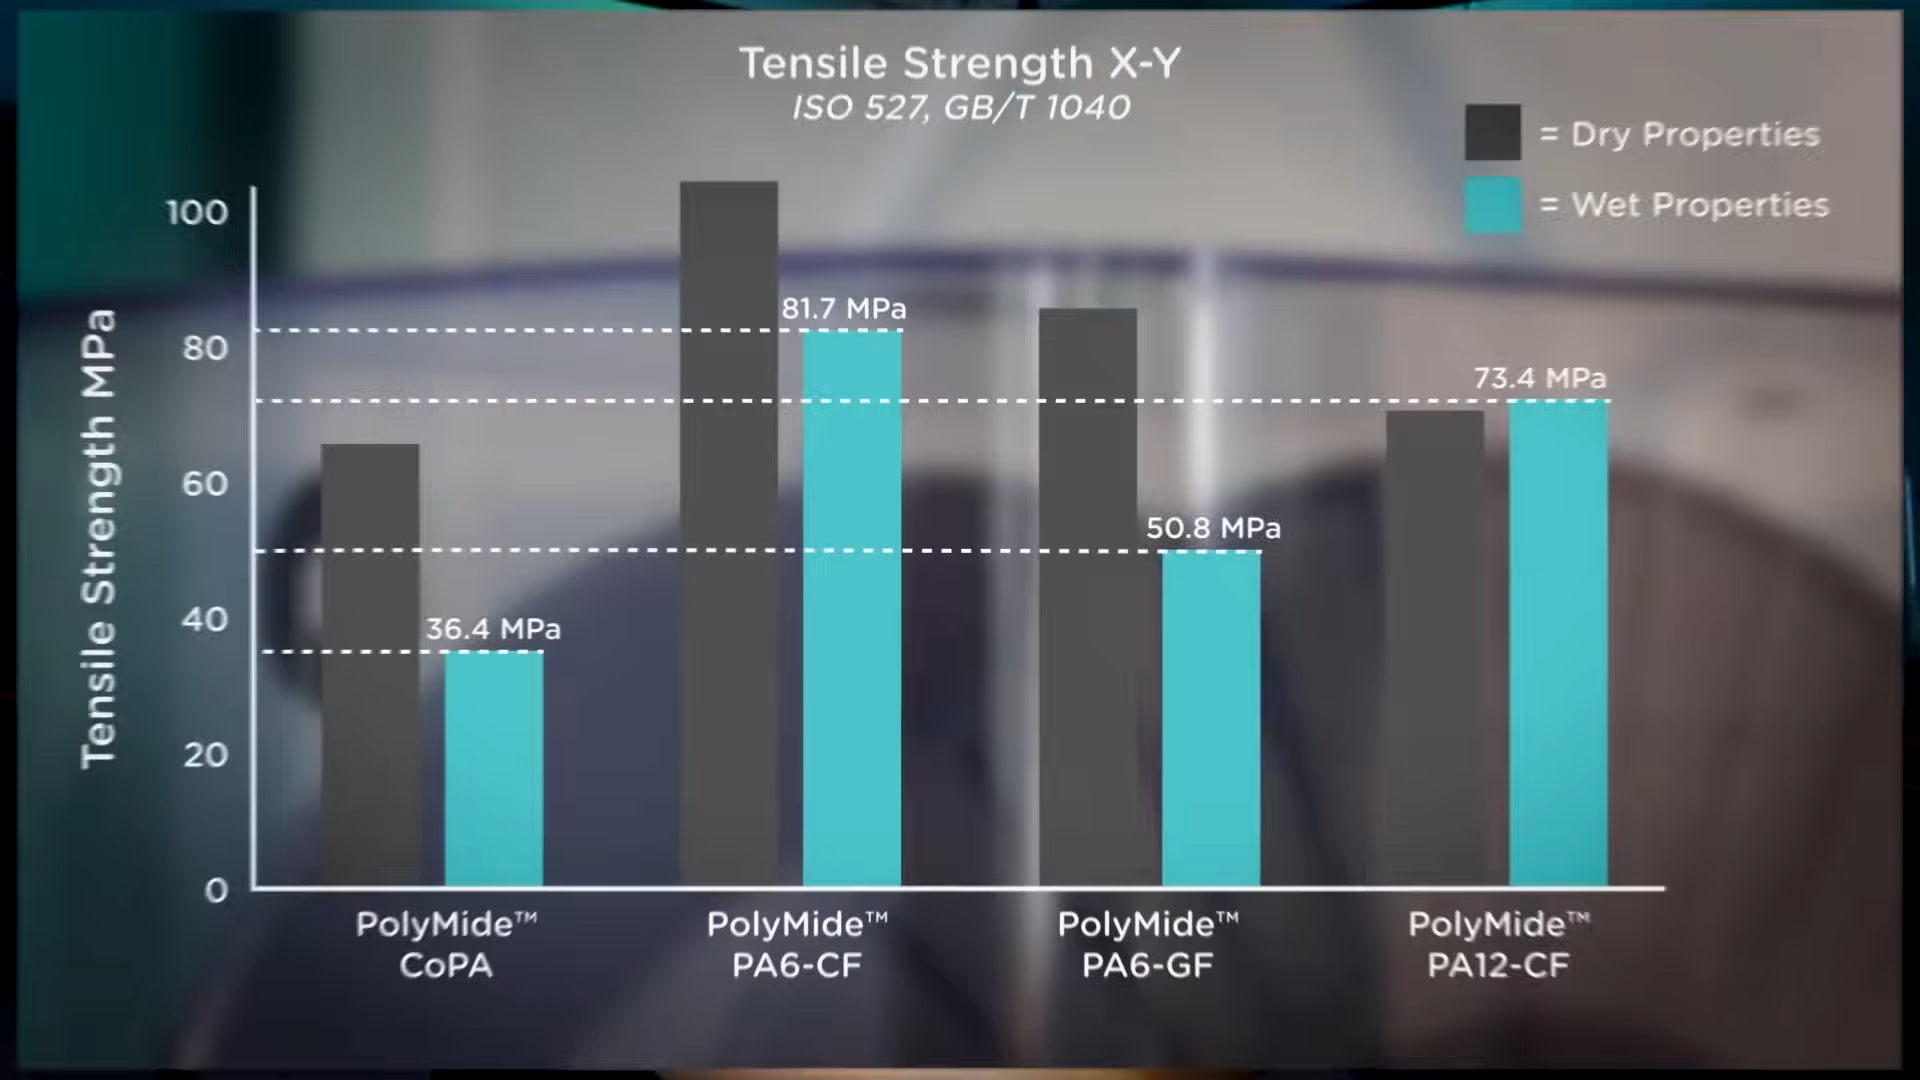 Tensile Strength X-Y
ISO 527, GB/T 1040
= Dry Properties
= Wet Properties
Tensile Strength MPa
100
80
60
40
20
0
36.4 MPa
81.7 MPa
50.8 MPa
73.4 MPa
PolyMide™
CoPA
PolyMide™
PA6-CF
PolyMide™
PA6-GF
PolyMide™
PA12-CF